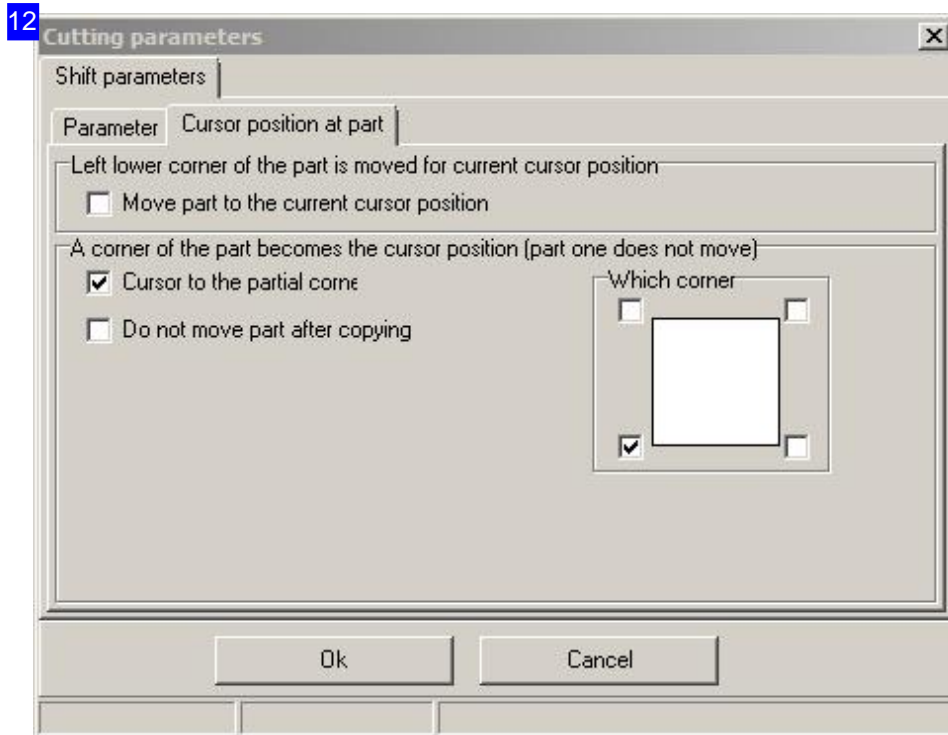 12
Cutting parameters
Shift parameters
Parameter Cursor position at part
Left lower corner of the part is moved for current cursor position
Move part to the current cursor position
A corner of the part becomes the cursor position (part one does not move)
Cursor to the partial corne
Which corner
Do not move part after copying
Ok Cancel